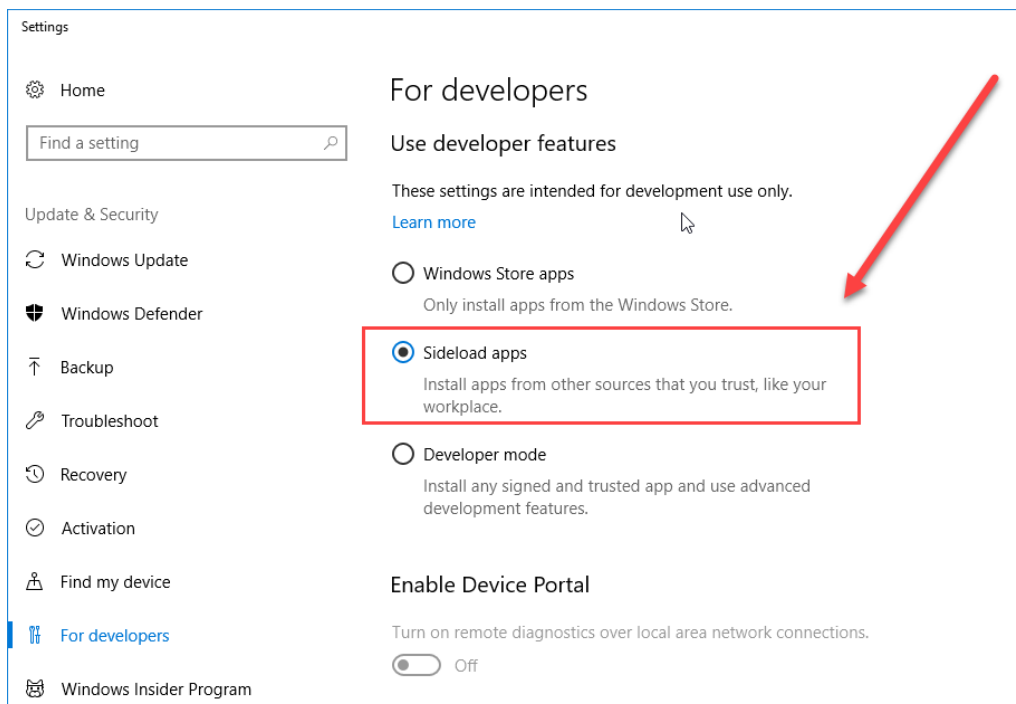 Settings
Home
Find a setting
Update & Security
Windows Update
Windows Defender
Backup
Troubleshoot
Recovery
Activation
Find my device
For developers
Windows Insider Program
For developers
Use developer features
These settings are intended for development use only.
Learn more
Windows Store apps
Only install apps from the Windows Store.
Sideload apps
Install apps from other sources that you trust, like your
workplace.
Developer mode
Install any signed and trusted app and use advanced
development features.
Enable Device Portal
Turn on remote diagnostics over local area network connections.
Off